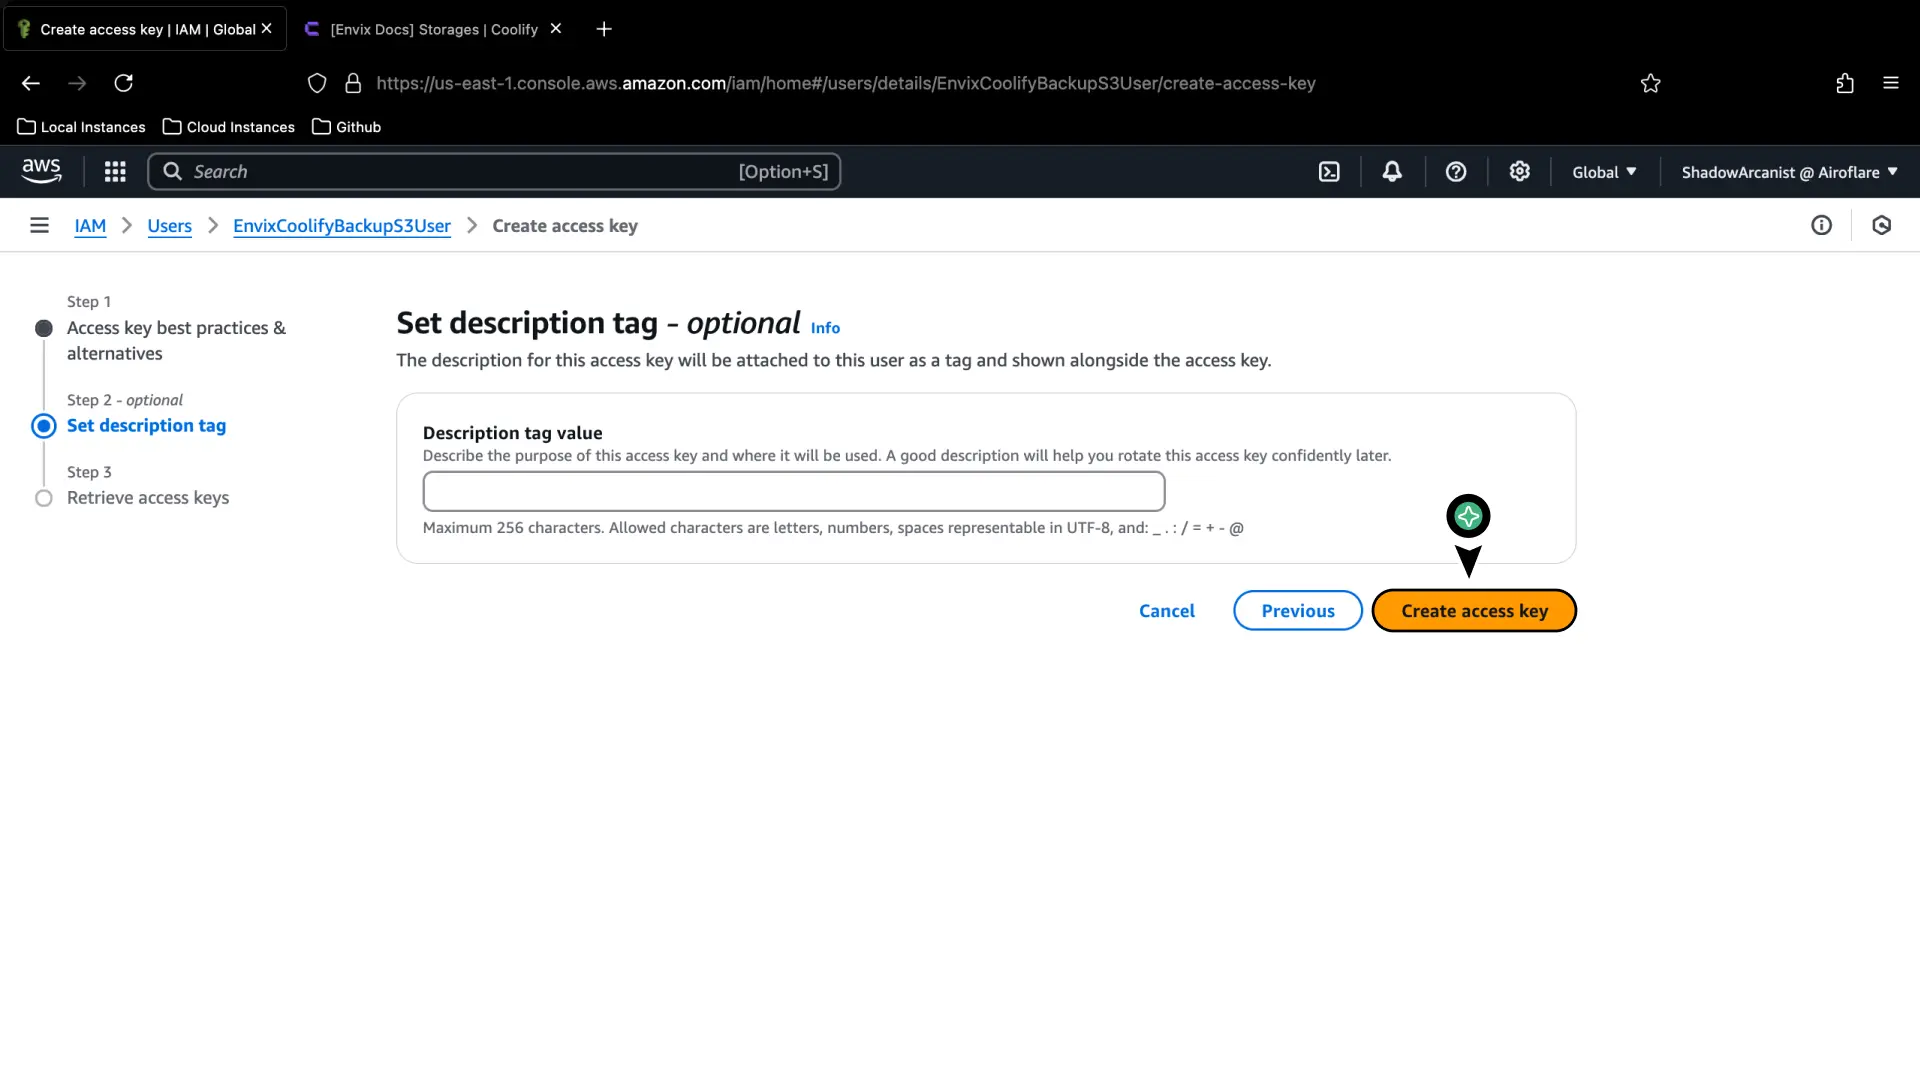 Create access key | IAM | Global
[Envix Docs] Storages | Coolify
https://us-east-1.console.aws.amazon.com/iam/home#/users/details/EnvixCoolifyBackupS3User/create-access-key
Local Instances
Cloud Instances
Github
aws
Search
[Option+S]
Global
ShadowArcanist @ Airoflare
IAM
Users
EnvixCoolifyBackupS3User
Create access key
Step 1
Access key best practices &
alternatives
Step 2 - optional
Set description tag
Step 3
Retrieve access keys
Set description tag - optional Info
The description for this access key will be attached to this user as a tag and shown alongside the access key.
Description tag value
Describe the purpose of this access key and where it will be used. A good description will help you rotate this access key confidently later.
Maximum 256 characters. Allowed characters are letters, numbers, spaces representable in UTF-8, and: _ . : / = + - @
Cancel
Previous
Create access key